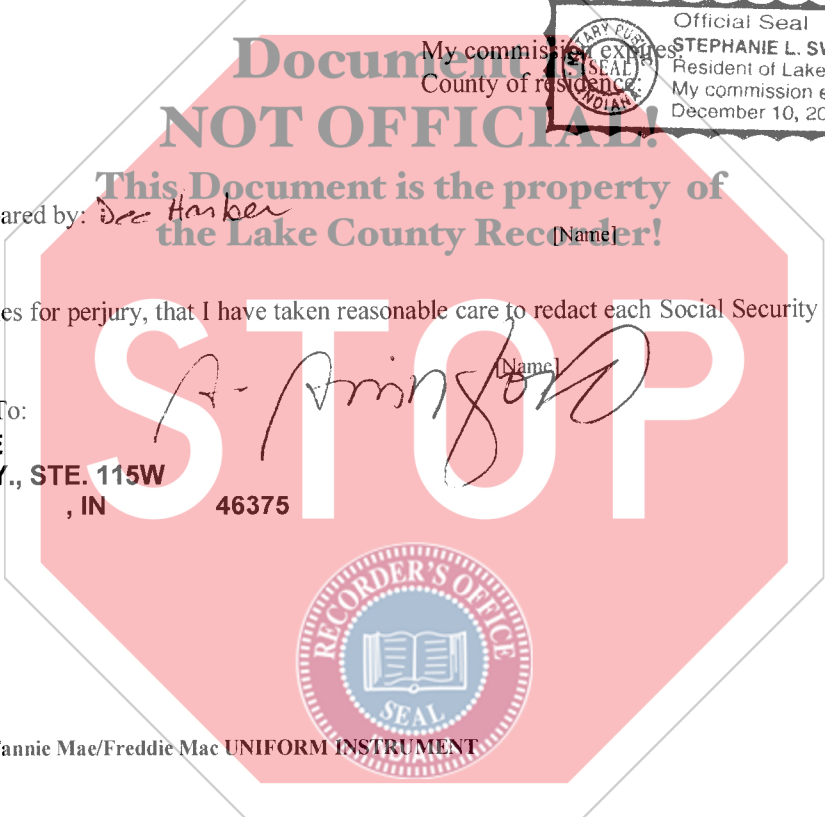 Official Seal
STEPHANIE L. SW
Resident of Lake
My commission e
December 10, 20
NOTARY PUBLIC
SEAL
INDIANA
My commission expires
County of residence:
Document is
NOT OFFICIAL!
This Document is the property of
the Lake County Recorder!
ared by: Dee Harber
[Name]
es for perjury, that I have taken reasonable care to redact each Social Security
[Name]
STOP
To:
E
Y., STE. 115W
, IN 46375
RECORDER'S OFFICE
SEAL
INDIANA
annie Mae/Freddie Mac UNIFORM INSTRUMENT